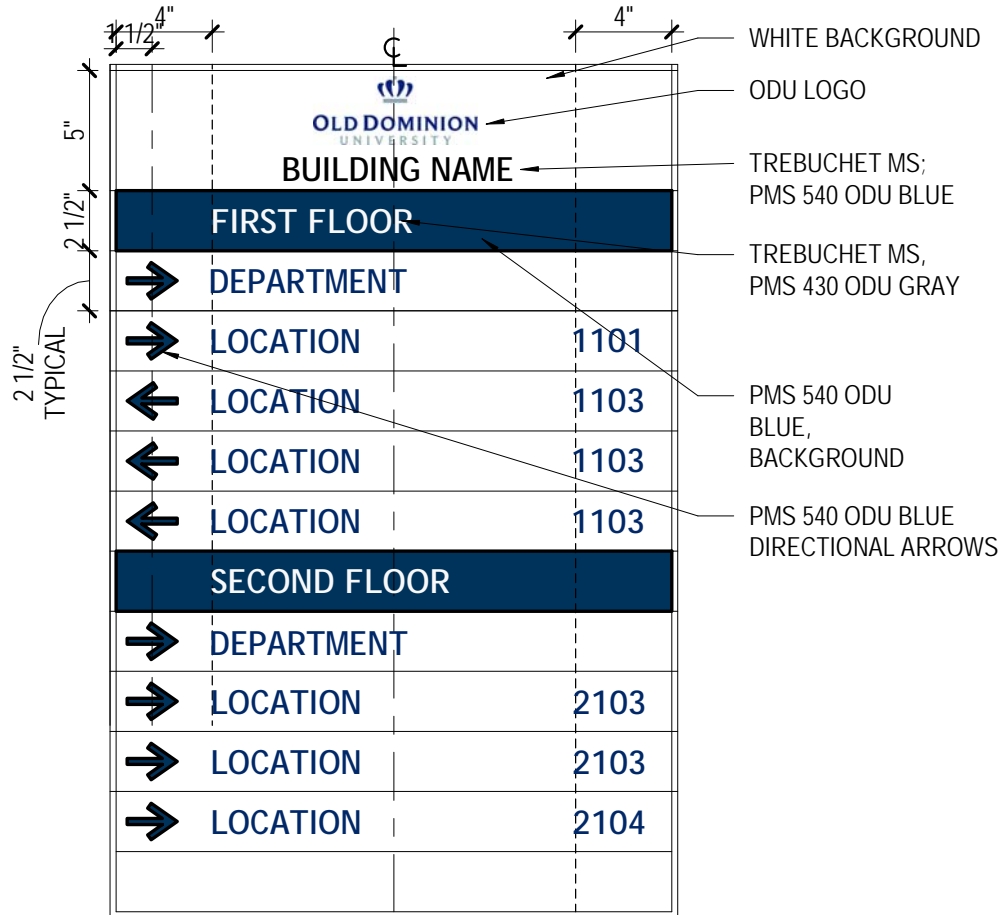 4"
1 1/2"
4"
℄
WHITE BACKGROUND
ODU LOGO
5"
OLD DOMINION
UNIVERSITY
BUILDING NAME
TREBUCHET MS;
PMS 540 ODU BLUE
2 1/2"
FIRST FLOOR
TREBUCHET MS,
PMS 430 ODU GRAY
DEPARTMENT
2 1/2"
TYPICAL
LOCATION 1101
LOCATION 1103
PMS 540 ODU
BLUE,
BACKGROUND
LOCATION 1103
LOCATION 1103
PMS 540 ODU BLUE
DIRECTIONAL ARROWS
SECOND FLOOR
DEPARTMENT
LOCATION 2103
LOCATION 2103
LOCATION 2104